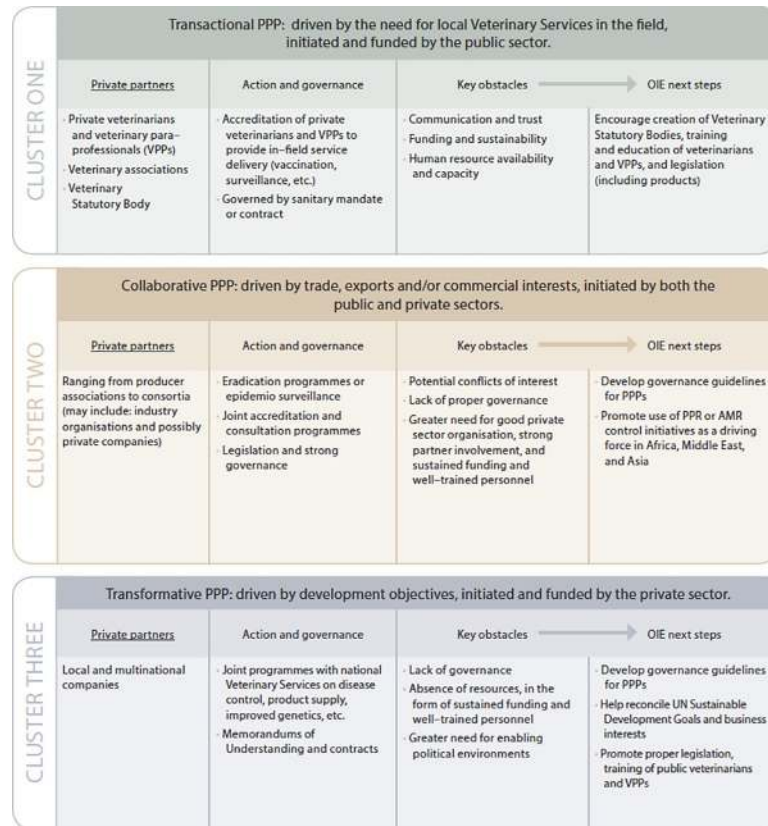 CLUSTER ONE
Transactional PPP: driven by the need for local Veterinary Services in the field,
initiated and funded by the public sector.
Private partners
· Private veterinarians
and veterinary para–
professionals (VPPs)
· Veterinary associations
· Veterinary
Statutory Body
Action and governance
· Accreditation of private
veterinarians and VPPs to
provide in–field service
delivery (vaccination,
surveillance, etc.)
· Governed by sanitary mandate
or contract
Key obstacles
· Communication and trust
· Funding and sustainability
· Human resource availability
and capacity
OIE next steps
Encourage creation of Veterinary
Statutory Bodies, training
and education of veterinarians
and VPPs, and legislation
(including products)
CLUSTER TWO
Collaborative PPP: driven by trade, exports and/or commercial interests, initiated by both the
public and private sectors.
Private partners
Ranging from producer
associations to consortia
(may include: industry
organisations and possibly
private companies)
Action and governance
· Eradication programmes or
epidemio surveillance
· Joint accreditation and
consultation programmes
· Legislation and strong
governance
Key obstacles
· Potential conflicts of interest
· Lack of proper governance
· Greater need for good private
sector organisation, strong
partner involvement, and
sustained funding and
well–trained personnel
OIE next steps
· Develop governance guidelines
for PPPs
· Promote use of PPR or AMR
control initiatives as a driving
force in Africa, Middle East,
and Asia
CLUSTER THREE
Transformative PPP: driven by development objectives, initiated and funded by the private sector.
Private partners
Local and multinational
companies
Action and governance
· Joint programmes with national
Veterinary Services on disease
control, product supply,
improved genetics, etc.
· Memorandums of
Understanding and contracts
Key obstacles
· Lack of governance
· Absence of resources, in the
form of sustained funding and
well–trained personnel
· Greater need for enabling
political environments
OIE next steps
· Develop governance guidelines
for PPPs
· Help reconcile UN Sustainable
Development Goals and business
interests
· Promote proper legislation,
training of public veterinarians
and VPPs